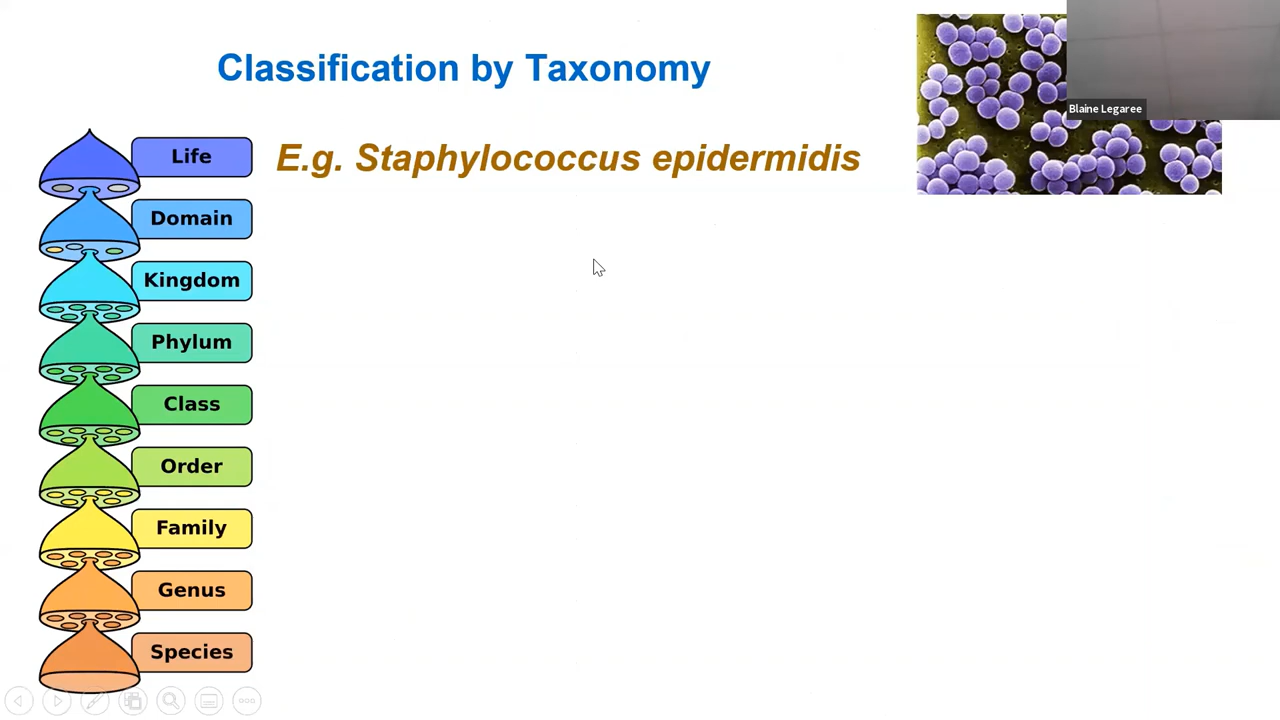 Classification by Taxonomy
Blaine Legaree
E.g. Staphylococcus epidermidis
Life
Domain
Kingdom
Phylum
Class
Order
Family
Genus
Species